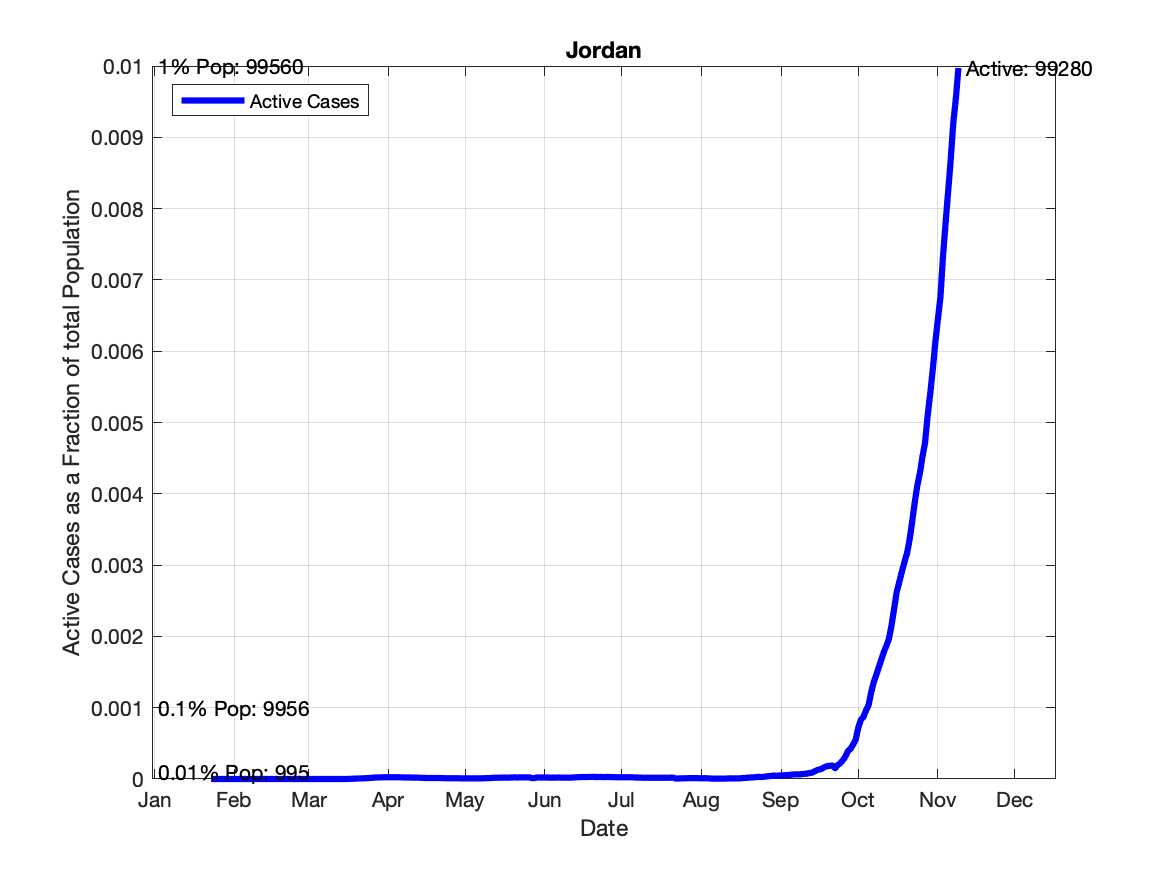 Jordan
0.01
1% Pop: 99560
Active: 99280
Active Cases
0.009
0.008
0.007
0.006
0.005
0.004
0.003
0.002
0.001
0.1% Pop: 9956
0
0.01% Pop: 995
Active Cases as a Fraction of total Population
Jan Feb Mar Apr May Jun Jul Aug Sep Oct Nov Dec
Date